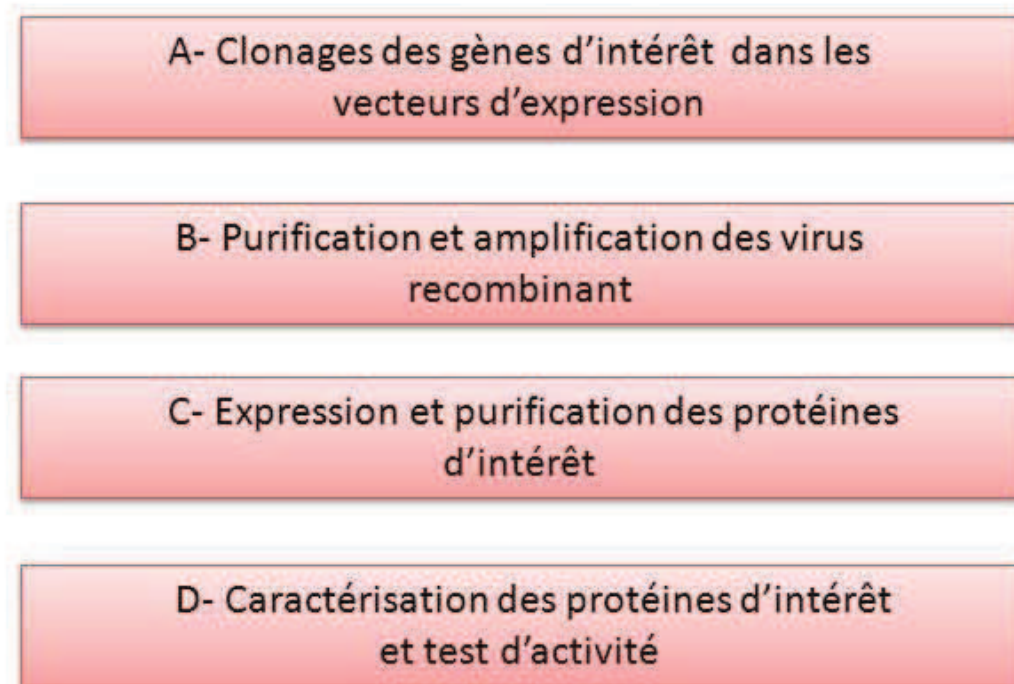 A- Clonages des gènes d’intérêt dans les
vecteurs d’expression
B- Purification et amplification des virus
recombinant
C- Expression et purification des protéines
d’intérêt
D- Caractérisation des protéines d’intérêt
et test d’activité